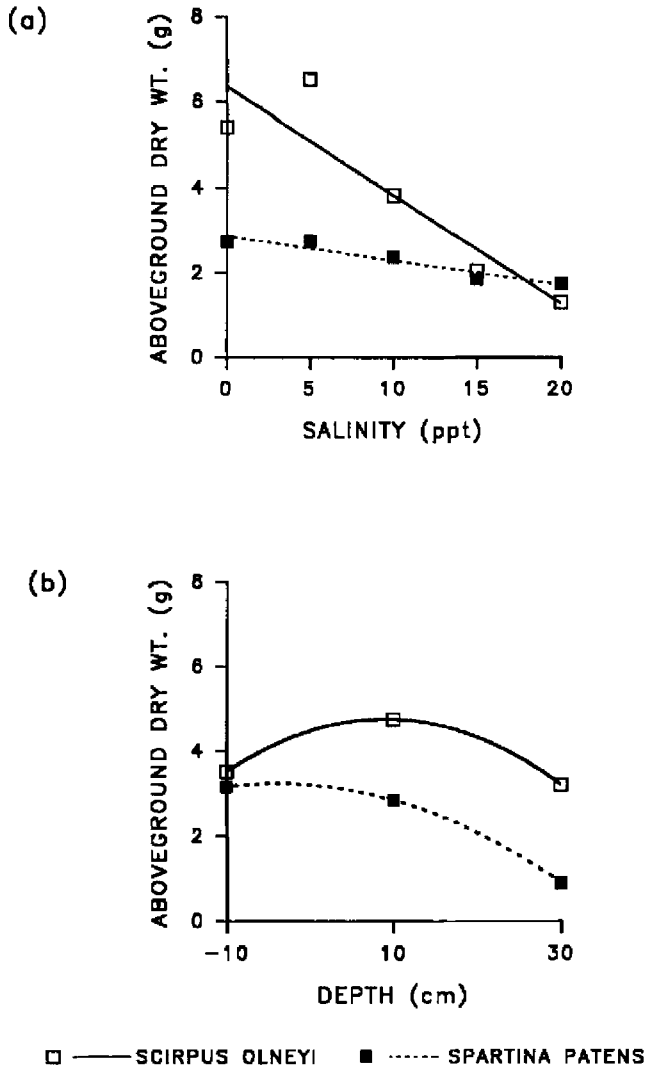 (a)
ABOVEGROUND DRY WT. (g)
8
6
4
2
0
0 5 10 15 20
SALINITY (ppt)
(b)
ABOVEGROUND DRY WT. (g)
8
6
4
2
0
-10 10 30
DEPTH (cm)
SCIRPUS OLNEYI SPARTINA PATENS